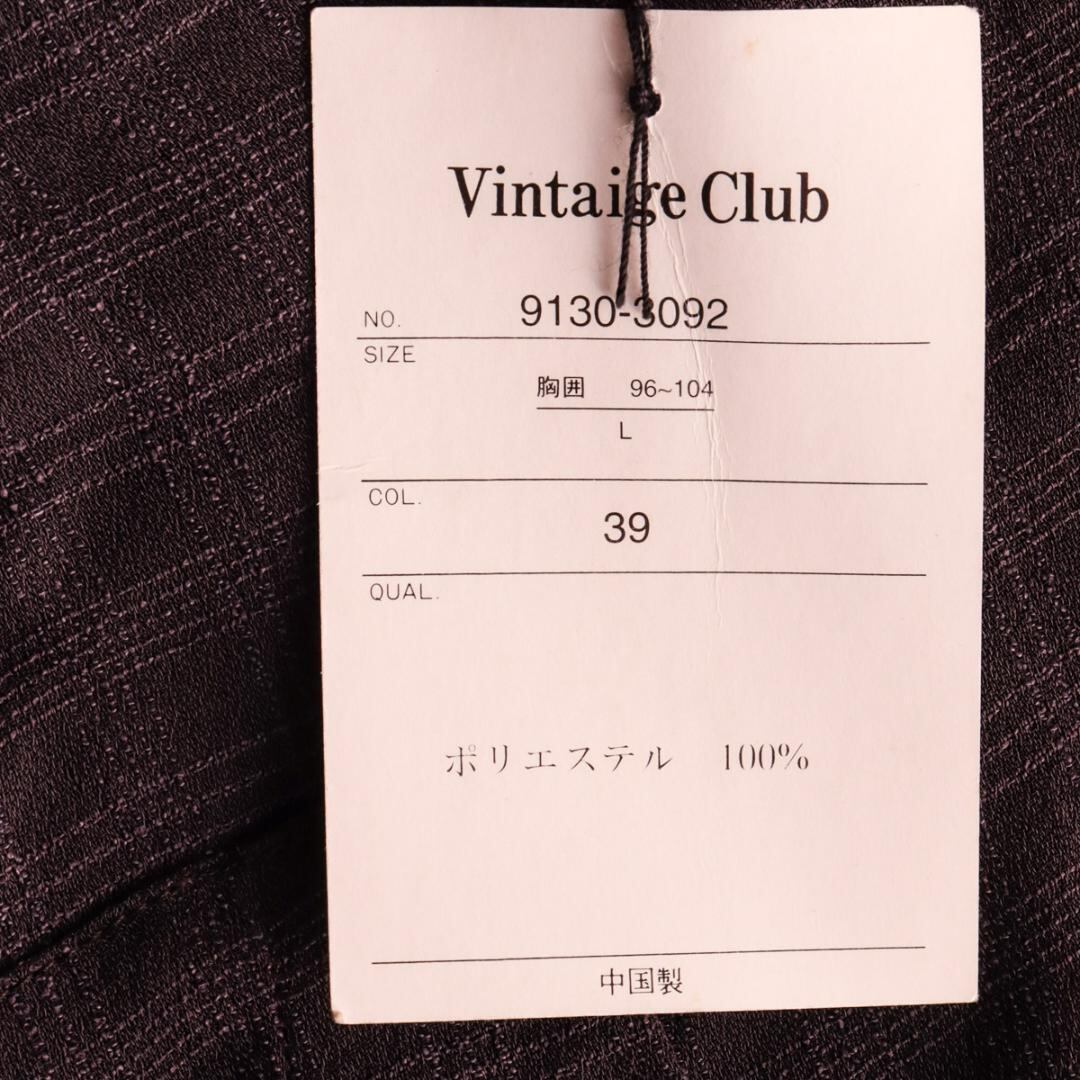 Vintaige Club
NO. 9130-3092
SIZE
胸囲 96~104
L
COL.
39
QUAL.
ポリエステル 100%
中国製